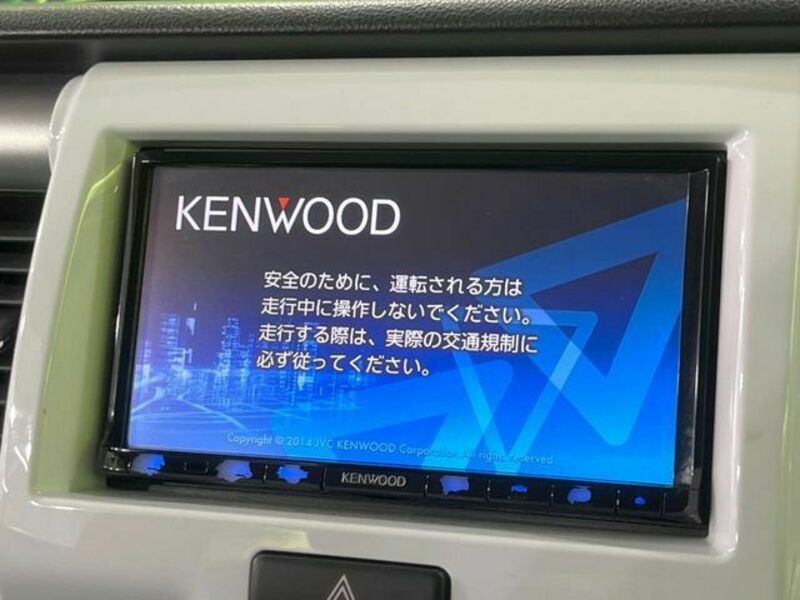 KENWOOD
安全のために、運転される方は
走行中に操作しないでください。
走行する際は、実際の交通規制に
必ず従ってください。
Copyright © 2014 JVC KENWOOD Corporation. All rights reserved.
KENWOOD